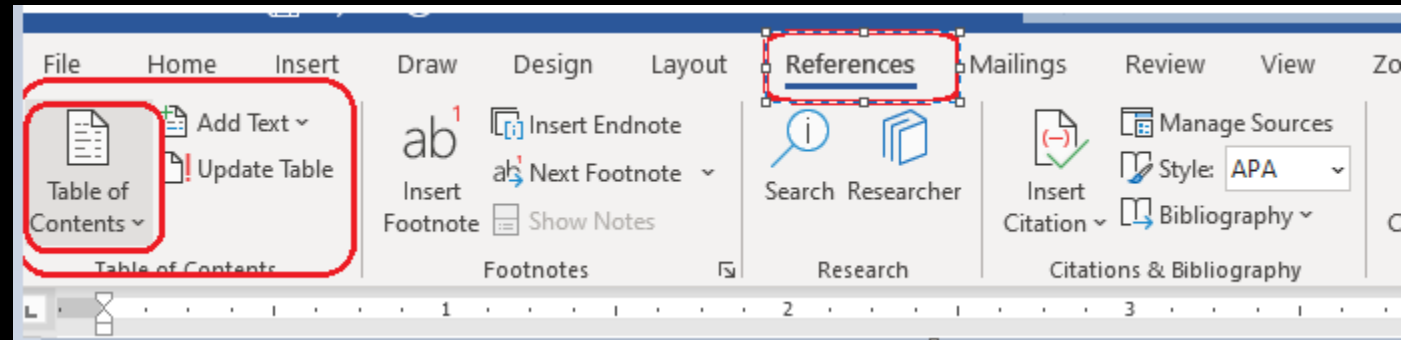 File Home Insert Draw Design Layout References Mailings Review View Zo
Table of
Contents
Add Text
Update Table
Table of Contents
ab1
Insert
Footnote
Insert Endnote
Next Footnote
Show Notes
Footnotes
Search Researcher
Research
Insert
Citation
Manage Sources
Style: APA
Bibliography
Citations & Bibliography
1 2 3